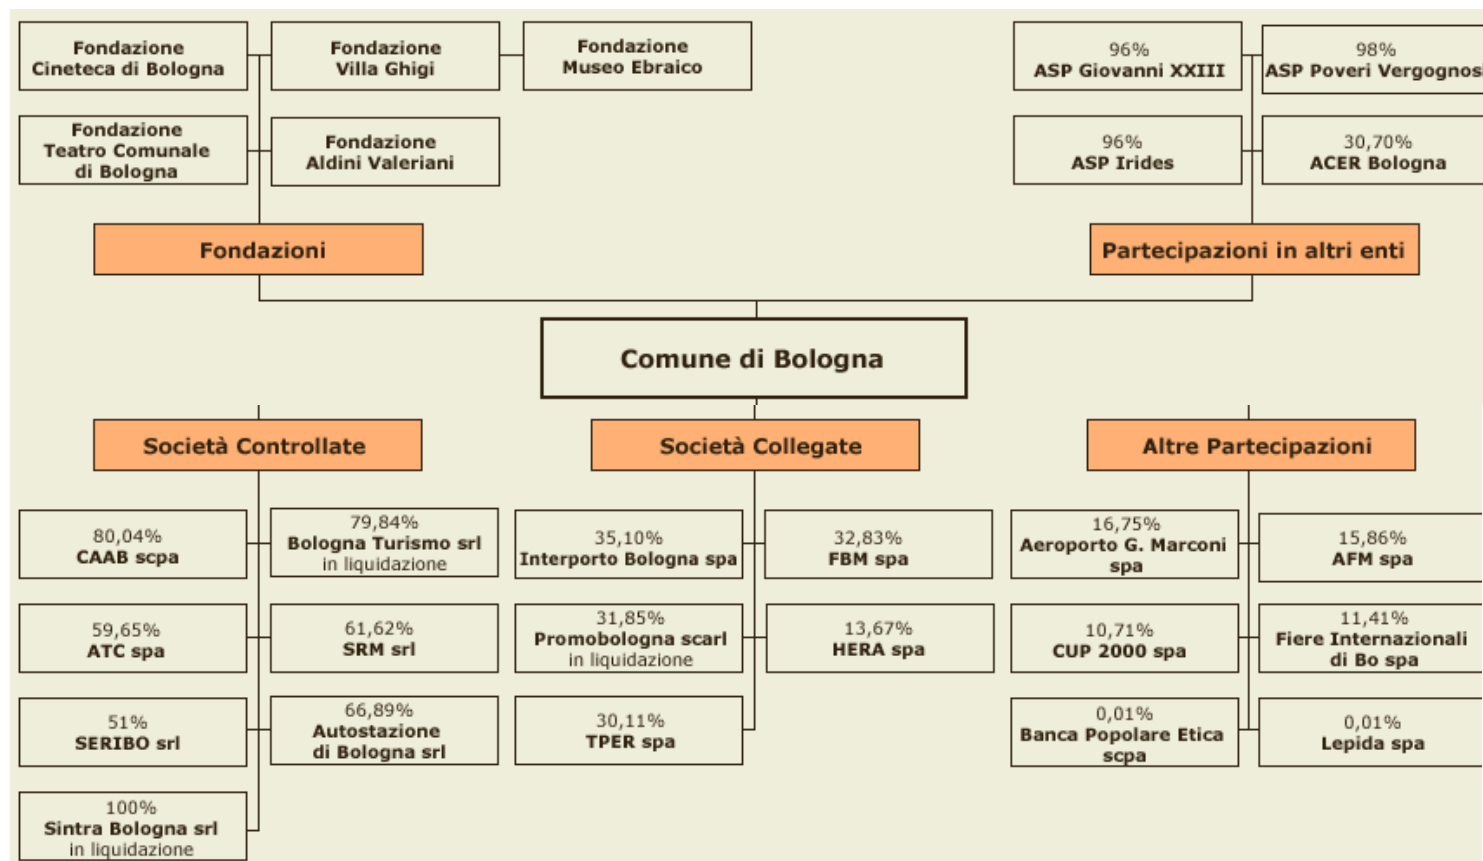 Fondazione
Cineteca di Bologna
Fondazione
Villa Ghigi
Fondazione
Museo Ebraico
96%
ASP Giovanni XXIII
98%
ASP Poveri Vergognosi
Fondazione
Teatro Comunale
di Bologna
Fondazione
Aldini Valeriani
96%
ASP Irides
30,70%
ACER Bologna
Fondazioni
Partecipazioni in altri enti
Comune di Bologna
Società Controllate
Società Collegate
Altre Partecipazioni
80,04%
CAAB scpa
79,84%
Bologna Turismo srl
in liquidazione
35,10%
Interporto Bologna spa
32,83%
FBM spa
16,75%
Aeroporto G. Marconi
spa
15,86%
AFM spa
59,65%
ATC spa
61,62%
SRM srl
31,85%
Promobologna scarl
in liquidazione
13,67%
HERA spa
10,71%
CUP 2000 spa
11,41%
Fiere Internazionali
di Bo spa
51%
SERIBO srl
66,89%
Autostazione
di Bologna srl
30,11%
TPER spa
0,01%
Banca Popolare Etica
scpa
0,01%
Lepida spa
100%
Sintra Bologna srl
in liquidazione